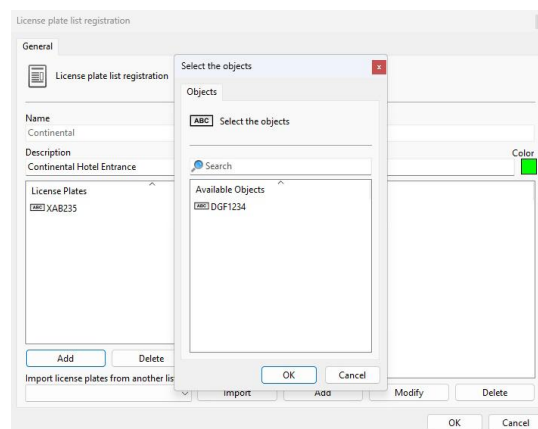 License plate list registration
General
License plate list registration
Name
Continental
Description
Color
Continental Hotel Entrance
License Plates
ABC XAB235
Add
Delete
Import license plates from another lis
Import
Add
Modify
Delete
OK
Cancel
Select the objects
x
Objects
ABC Select the objects
Search
Available Objects
ABC DGF1234
OK
Cancel